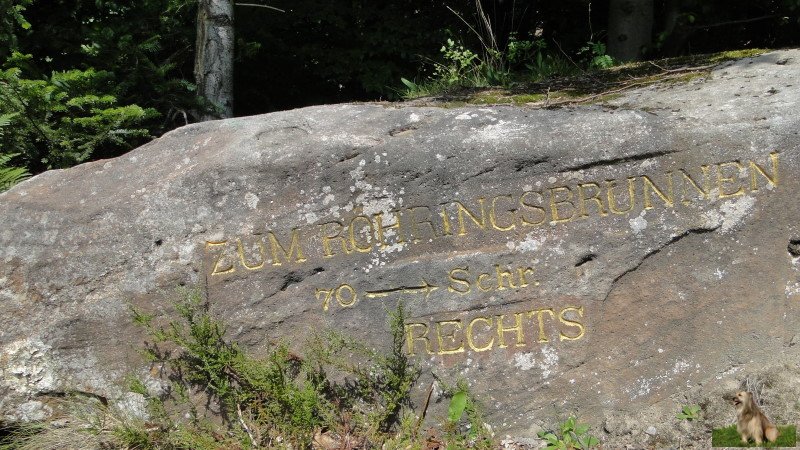 ZUM RÖHRINGSBRUNNEN
70 → Schr.
RECHTS